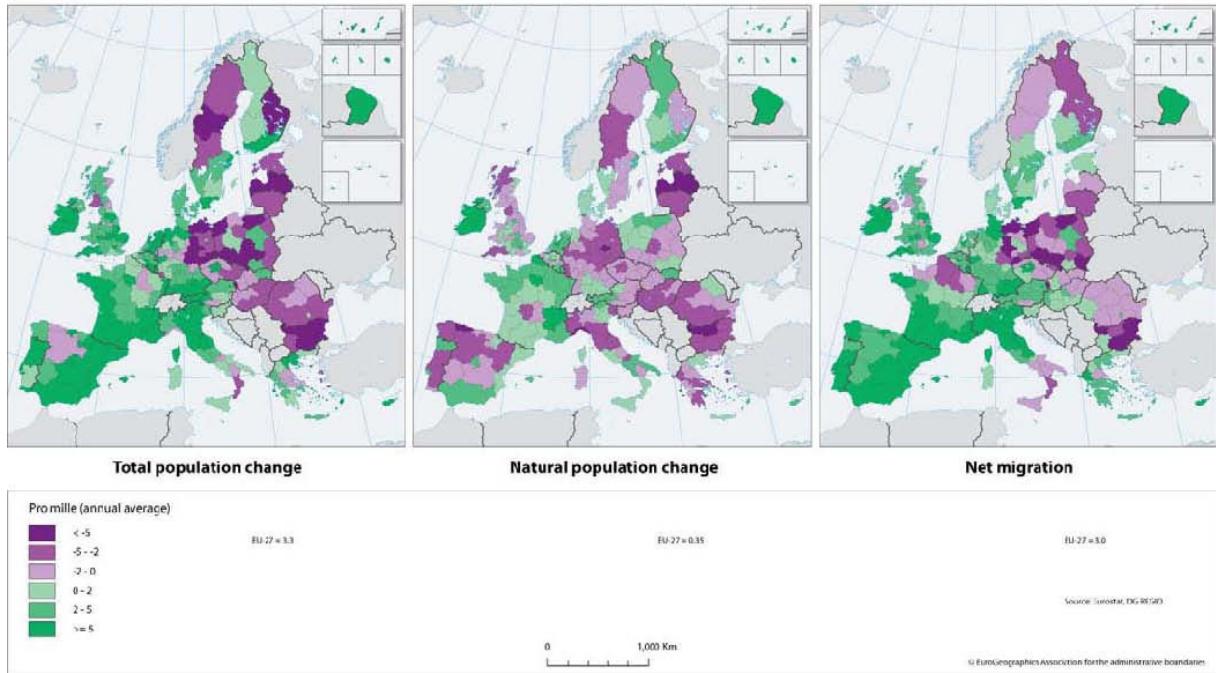 Total population change
Natural population change
Net migration
Pro mille (annual average)
< -5
-5 - -2
-2 - 0
0 - 2
2 - 5
>= 5
EU-27 = 3.3
EU-27 = 0.35
EU-27 = 3.0
Source: Eurostat, DG REGIO
0 1,000 Km
© EuroGeographics Association for the administrative boundaries